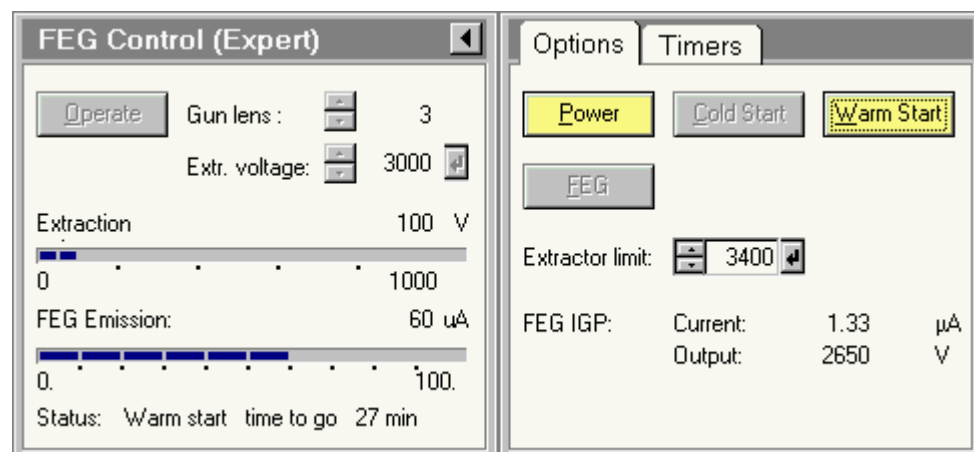 FEG Control (Expert)
Operate Gun lens : 3
Extr. voltage: 3000
Extraction 100 V
0 1000
FEG Emission: 60 uA
0. 100.
Status: Warm start time to go 27 min
Options Timers
Power Cold Start Warm Start
FEG
Extractor limit: 3400
FEG IGP: Current: 1.33 µA
Output: 2650 V